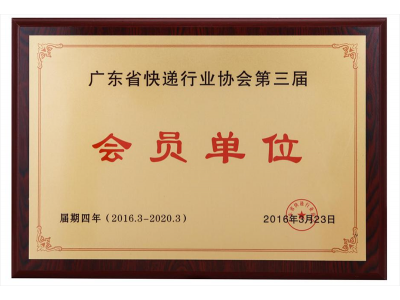 广东省快递行业协会第三届
会员单位
届期四年（2016.3-2020.3）
2016年3月23日